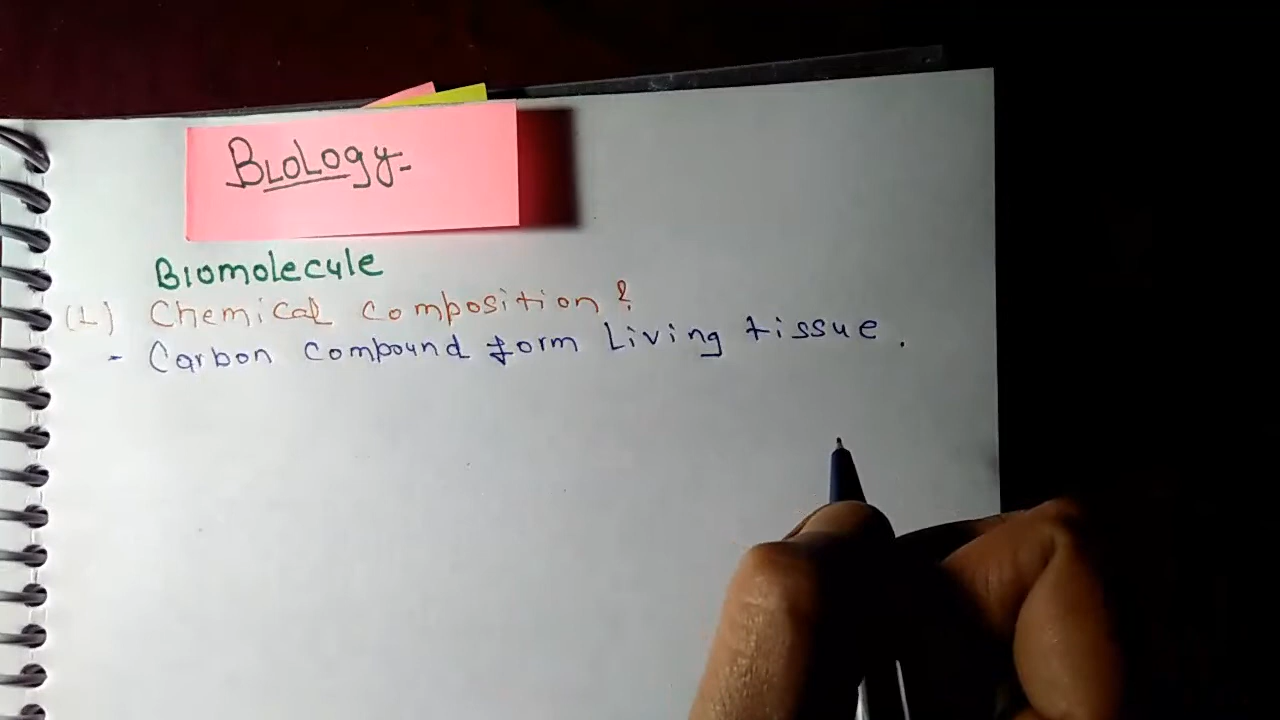 Biology-
Biomolecule
(1) Chemical composition?
- Carbon compound form Living tissue.